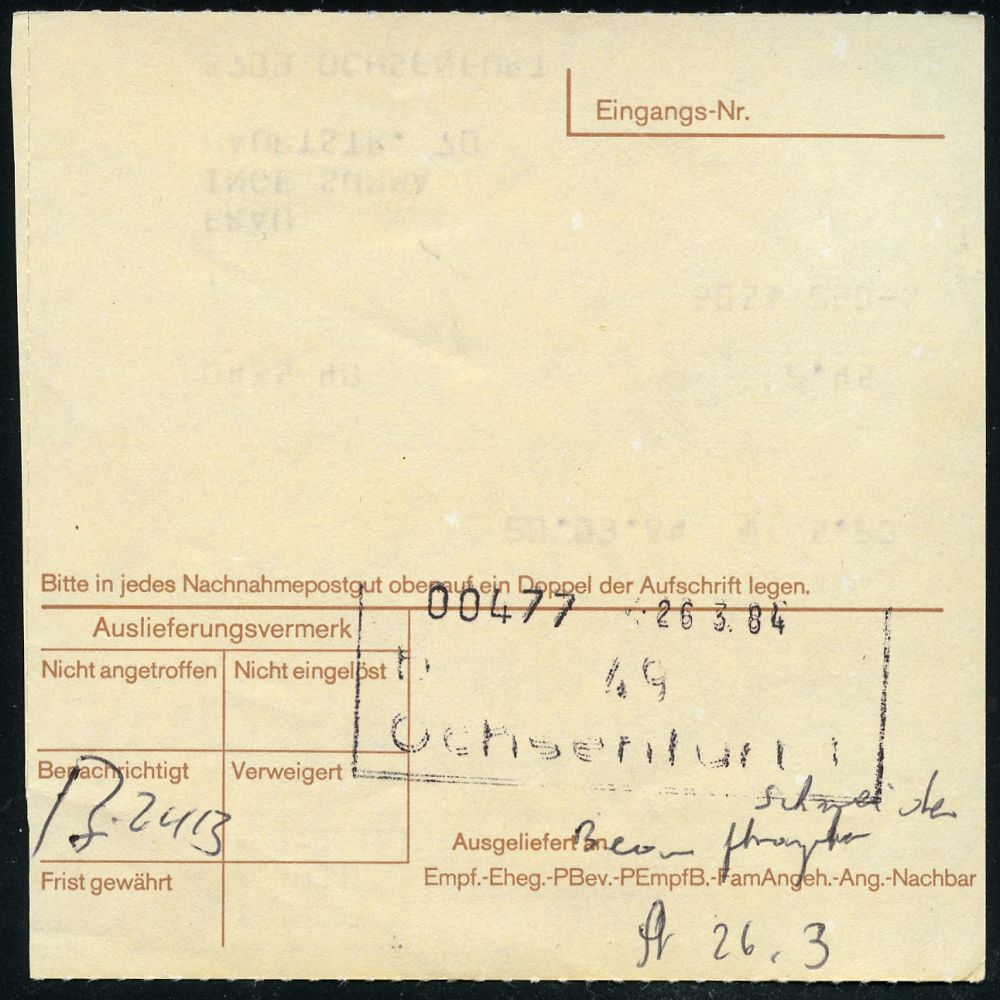 Eingangs-Nr.
Bitte in jedes Nachnahmepostgut obenauf ein Doppel der Aufschrift legen.
00477 26.3.84
Auslieferungsvermerk
Nicht angetroffen Nicht eingelöst
49
Ochsenfurt 1
Benachrichtigt Verweigert
Schneider
Ausgeliefert an
Frist gewährt
Empf.-Eheg.-PBev.-PEmpfB.-FamAngeh.-Ang.-Nachbar
26.3